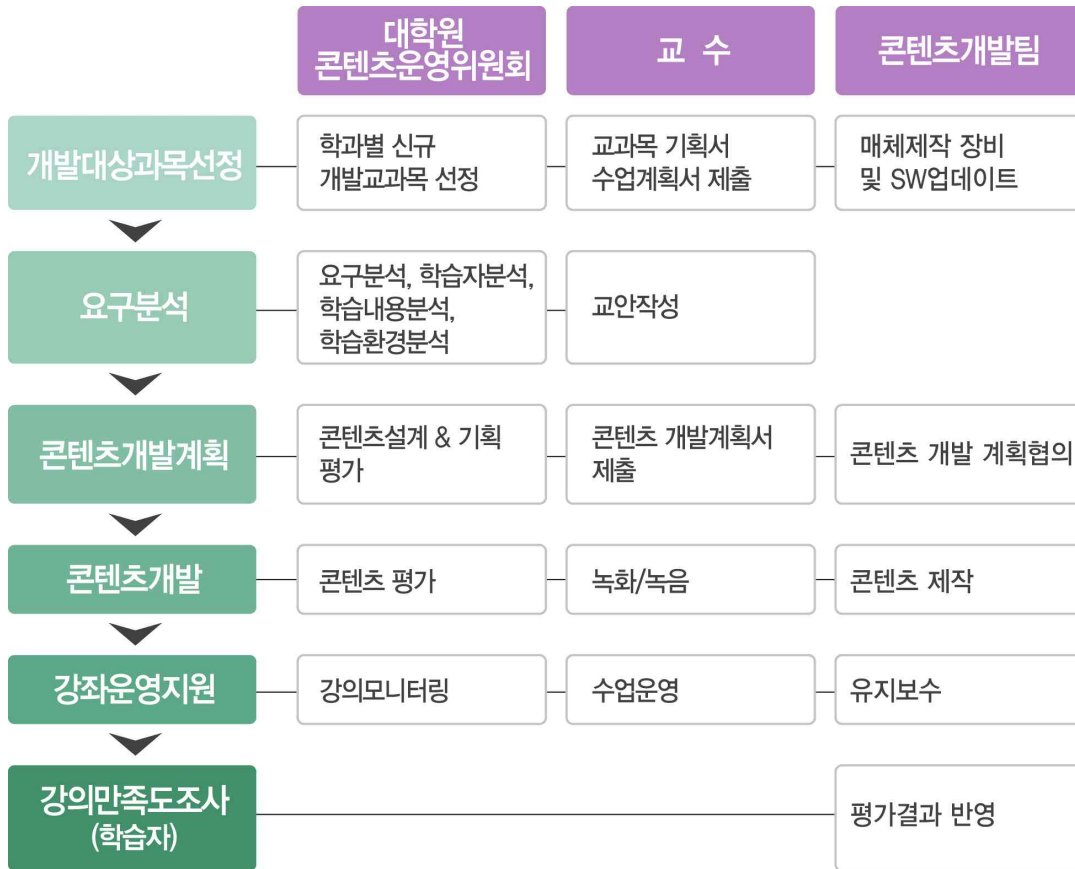 대학원
콘텐츠운영위원회
교 수
콘텐츠개발팀
개발대상과목선정
학과별 신규
개발교과목 선정
교과목 기획서
수업계획서 제출
매체제작 장비
및 SW업데이트
요구분석
요구분석, 학습자분석,
학습내용분석,
학습환경분석
교안작성
콘텐츠개발계획
콘텐츠설계 & 기획
평가
콘텐츠 개발계획서
제출
콘텐츠 개발 계획협의
콘텐츠개발
콘텐츠 평가
녹화/녹음
콘텐츠 제작
강좌운영지원
강의모니터링
수업운영
유지보수
강의만족도조사
(학습자)
평가결과 반영